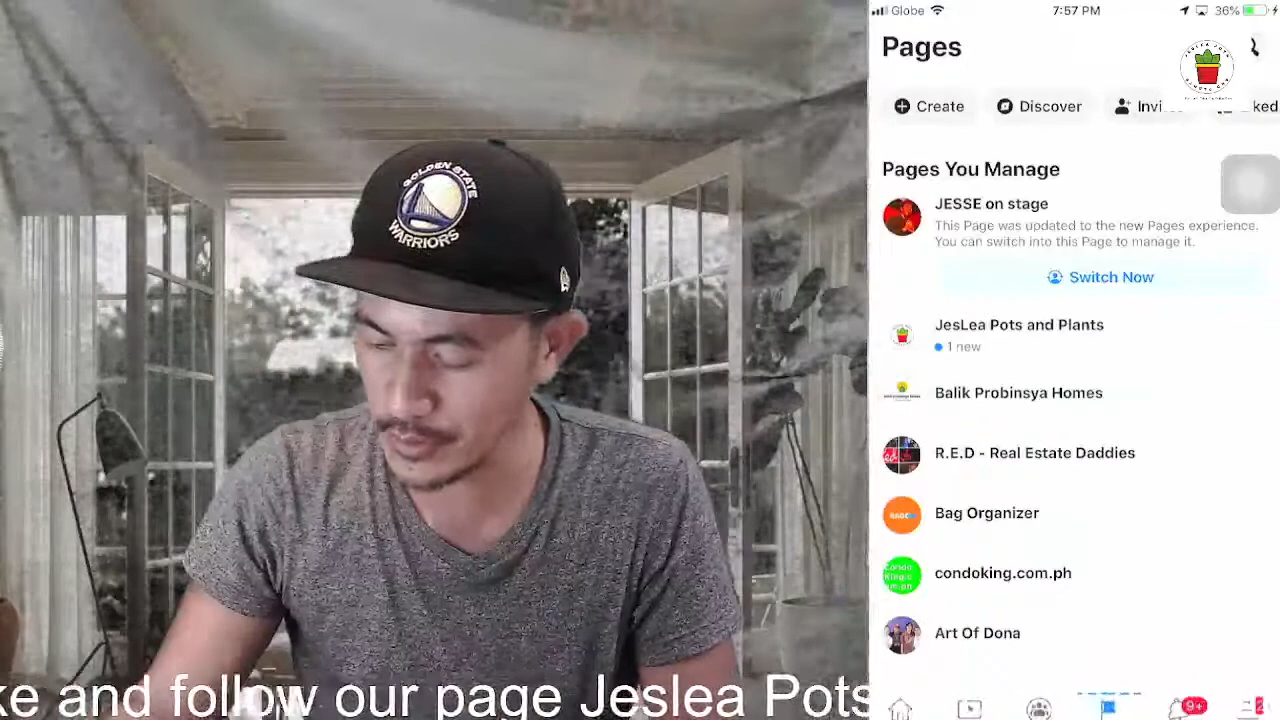 GOLDEN STATE
WARRIORS
Globe
7:57 PM
36%
Pages
Create
Discover
Pages You Manage
JESSE on stage
This Page was updated to the new Pages experience.
You can switch into this Page to manage it.
Switch Now
JesLea Pots and Plants
1 new
Balik Probinsya Homes
R.E.D - Real Estate Daddies
Bag Organizer
condoking.com.ph
Art Of Dona
9+
2
ke and follow our page Jeslea Pots